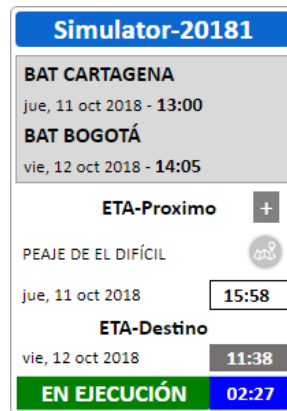 Simulator-20181
BAT CARTAGENA
jue, 11 oct 2018 - 13:00
BAT BOGOTÁ
vie, 12 oct 2018 - 14:05
ETA-Proximo +
PEAJE DE EL DIFÍCIL
jue, 11 oct 2018 15:58
ETA-Destino
vie, 12 oct 2018 11:38
EN EJECUCIÓN 02:27